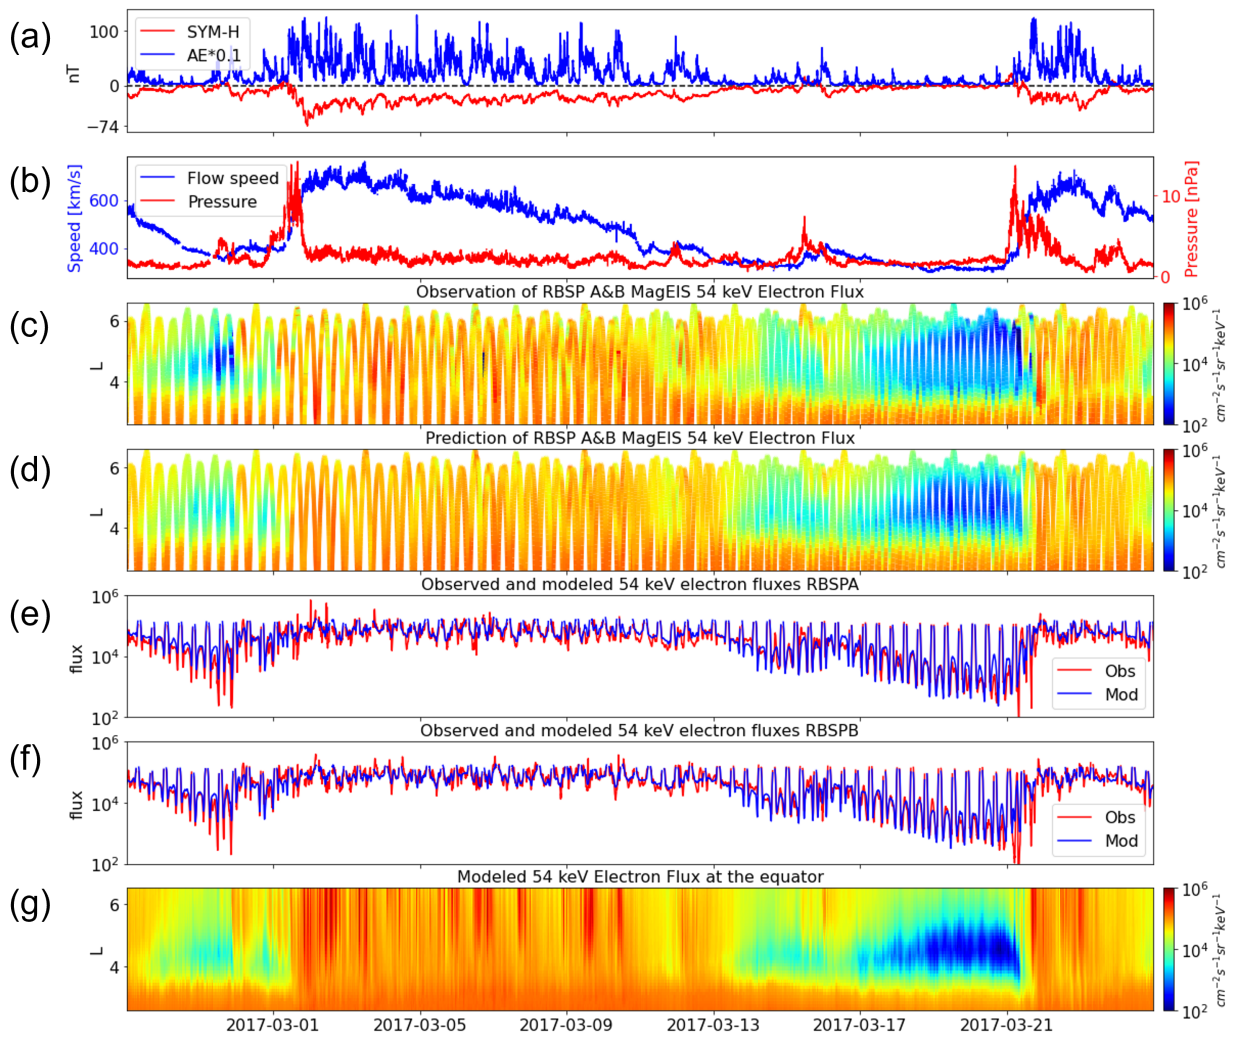 (a)
SYM-H
AE*0.1
nT
100
0
−74
(b)
Flow speed
Pressure
Speed [km/s]
600
400
Pressure [nPa]
10
0
Observation of RBSP A&B MagEIS 54 keV Electron Flux
(c)
L
6
4
10⁶
10⁴
10²
cm⁻²s⁻¹sr⁻¹keV⁻¹
Prediction of RBSP A&B MagEIS 54 keV Electron Flux
(d)
L
6
4
10⁶
10⁴
10²
cm⁻²s⁻¹sr⁻¹keV⁻¹
Observed and modeled 54 keV electron fluxes RBSPA
(e)
flux
10⁶
10⁴
10²
Obs
Mod
Observed and modeled 54 keV electron fluxes RBSPB
(f)
flux
10⁶
10⁴
10²
Obs
Mod
Modeled 54 keV Electron Flux at the equator
(g)
L
6
4
10⁶
10⁴
10²
cm⁻²s⁻¹sr⁻¹keV⁻¹
2017-03-01 2017-03-05 2017-03-09 2017-03-13 2017-03-17 2017-03-21